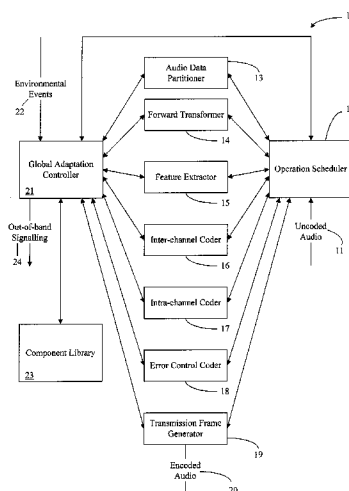 Audio Data
Partitioner
13
Environmental
Events
22
Forward Transformer
14
Global Adaptation
Controller
21
Operation Scheduler
Feature Extractor
15
Out-of-band
Signalling
24
Inter-channel Coder
16
Uncoded
Audio
11
Intra-channel Coder
17
Component Library
23
Error Control Coder
18
Transmission Frame
Generator
19
Encoded
Audio
20